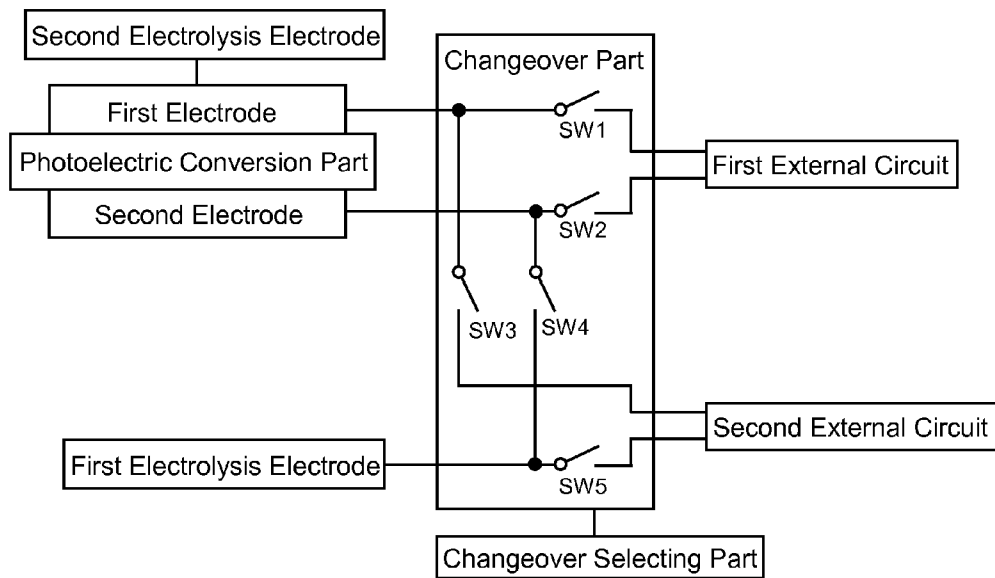 Second Electrolysis Electrode
Changeover Part
First Electrode
SW1
Photoelectric Conversion Part
First External Circuit
Second Electrode
SW2
SW3
SW4
Second External Circuit
First Electrolysis Electrode
SW5
Changeover Selecting Part